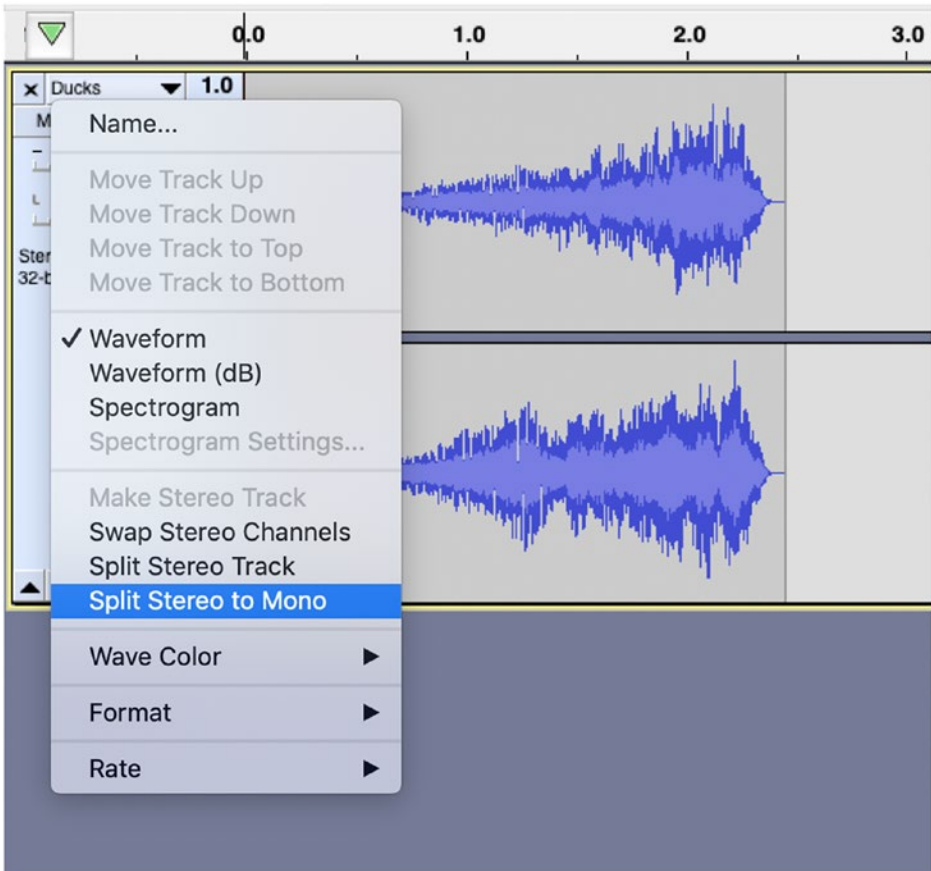 0.0 1.0 2.0 3.0
Ducks 1.0
M
Name...
Move Track Up
Move Track Down
L
Move Track to Top
Ster
Move Track to Bottom
32-b
Waveform
Waveform (dB)
Spectrogram
Spectrogram Settings...
Make Stereo Track
Swap Stereo Channels
Split Stereo Track
Split Stereo to Mono
Wave Color
Format
Rate